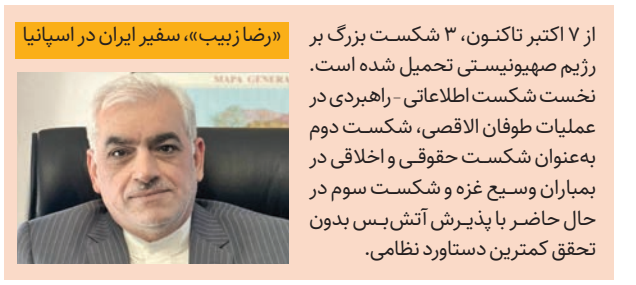 «رضا زبیب»، سفیر ایران در اسپانیا
از ۷ اکتبر تاکنون، ۳ شکست بزرگ بر
رژیم صهیونیستی تحمیل شده است.
نخست شکست اطلاعاتی-راهبردی در
عملیات طوفان الاقصی، شکست دوم
به‌عنوان شکست حقوقی و اخلاقی در
بمباران وسیع غزه و شکست سوم در
حال حاضر با پذیرش آتش‌بس بدون
تحقق کمترین دستاورد نظامی.
MAPA GENERA